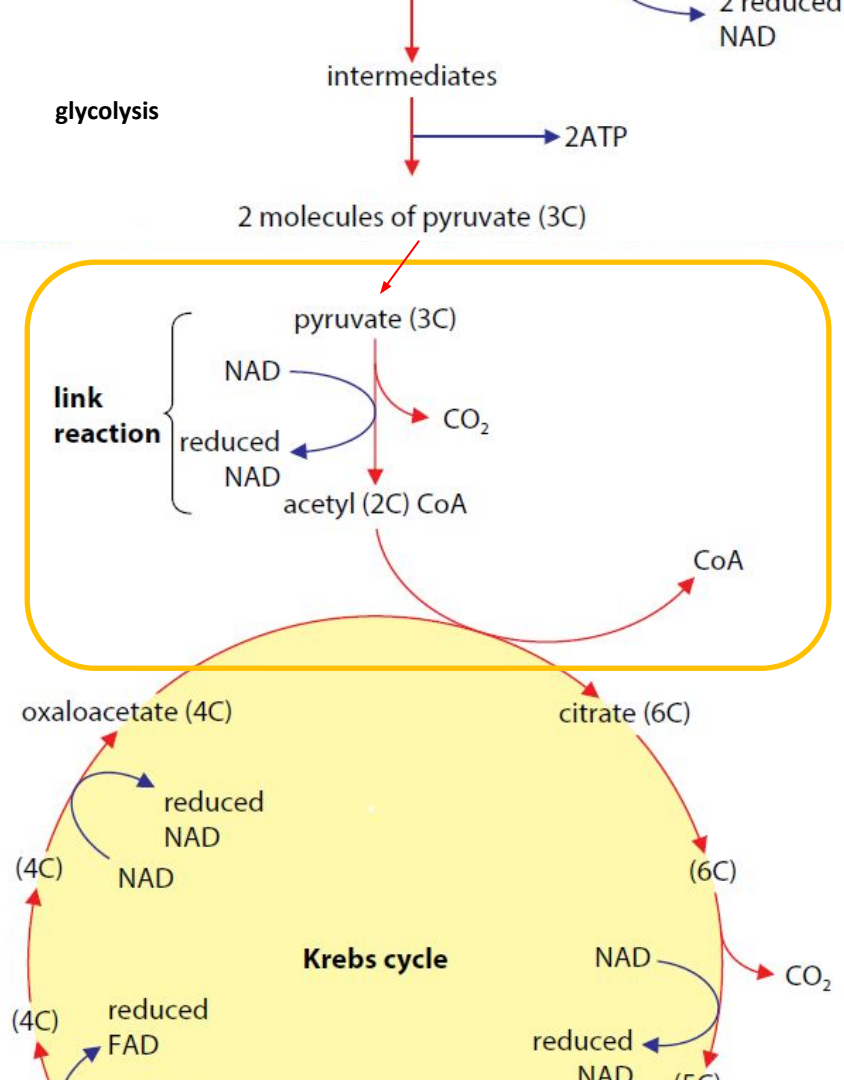 2 reduced
NAD
intermediates
glycolysis
2ATP
2 molecules of pyruvate (3C)
pyruvate (3C)
NAD
link
reaction
CO₂
reduced
NAD
acetyl (2C) CoA
CoA
oxaloacetate (4C)
citrate (6C)
reduced
NAD
(4C)
NAD
(6C)
Krebs cycle
NAD
CO₂
reduced
FAD
(4C)
reduced
NAD
(5C)